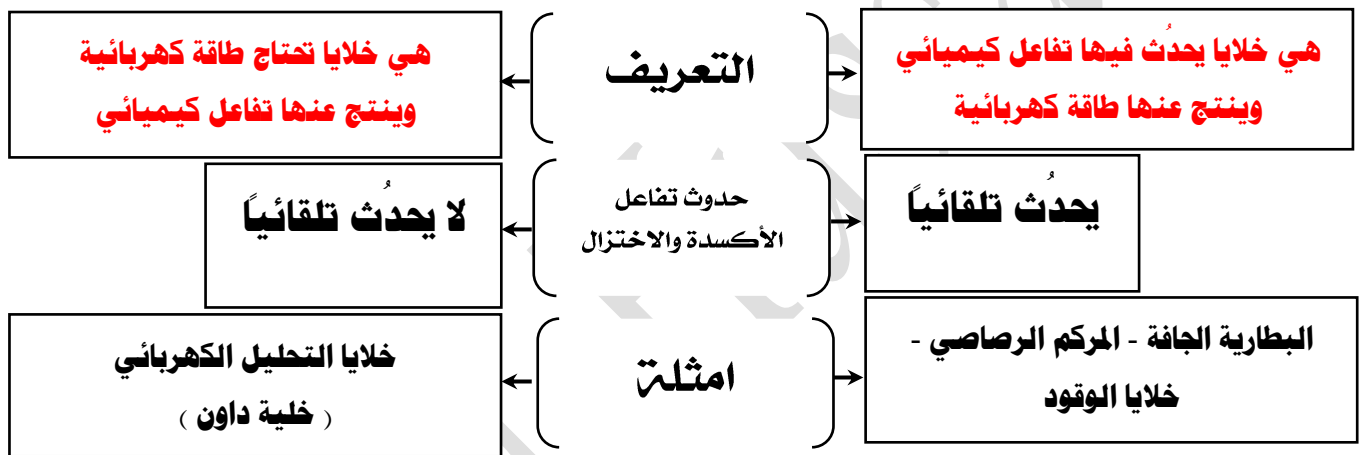 هي خلايا يحدُث فيها تفاعل كيميائي
وينتج عنها طاقة كهربائية
التعريف
هي خلايا تحتاج طاقة كهربائية
وينتج عنها تفاعل كيميائي
يحدُث تلقائياً
حدوث تفاعل
الأكسدة والاختزال
لا يحدُث تلقائياً
البطارية الجافة - المركم الرصاصي -
خلايا الوقود
امثلة
خلايا التحليل الكهربائي
( خلية داون )